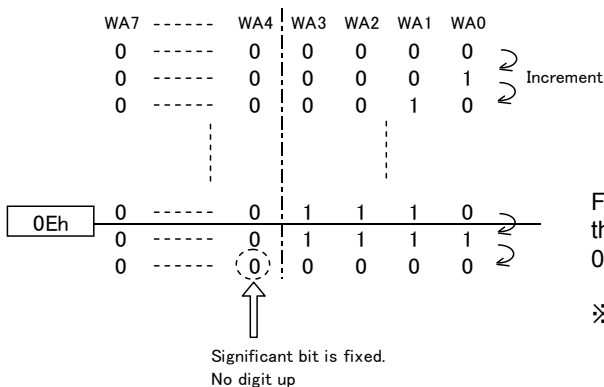 WA7 ------ WA4 WA3 WA2 WA1 WA0
0 ------ 0 0 0 0 0
0 ------ 0 0 0 0 1
Increment
0 ------ 0 0 0 1 0
0 ------ 0 1 1 1 0
0Eh
0 ------ 0 1 1 1 1
0 ------ 0 0 0 0 0
Significant bit is fixed.
No digit up
F
th
0
※